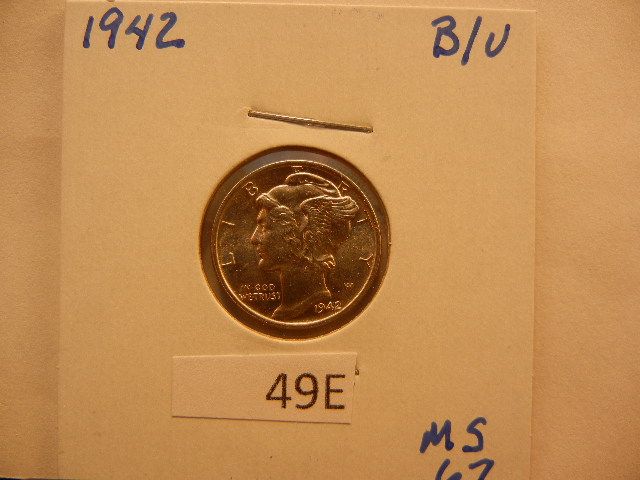 1942 B/U
LIBERTY
IN GOD
WE TRUST
W
1942
49E
MS